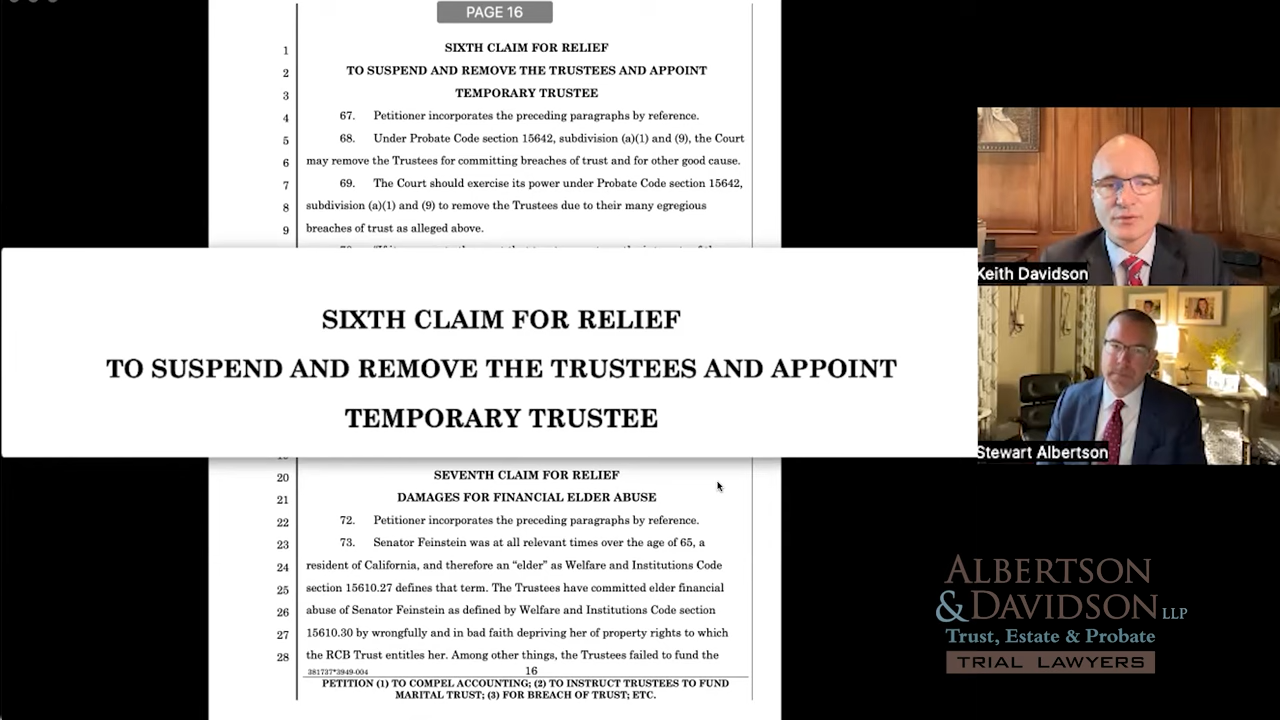 PAGE 16
1 SIXTH CLAIM FOR RELIEF
2 TO SUSPEND AND REMOVE THE TRUSTEES AND APPOINT
3 TEMPORARY TRUSTEE
4 67. Petitioner incorporates the preceding paragraphs by reference.
5 68. Under Probate Code section 15642, subdivision (a)(1) and (9), the Court
6 may remove the Trustees for committing breaches of trust and for other good cause.
7 69. The Court should exercise its power under Probate Code section 15642,
8 subdivision (a)(1) and (9) to remove the Trustees due to their many egregious
9 breaches of trust as alleged above.
SIXTH CLAIM FOR RELIEF
TO SUSPEND AND REMOVE THE TRUSTEES AND APPOINT
TEMPORARY TRUSTEE
20 SEVENTH CLAIM FOR RELIEF
21 DAMAGES FOR FINANCIAL ELDER ABUSE
22 72. Petitioner incorporates the preceding paragraphs by reference.
23 73. Senator Feinstein was at all relevant times over the age of 65, a
24 resident of California, and therefore an “elder” as Welfare and Institutions Code
25 section 15610.27 defines that term. The Trustees have committed elder financial
26 abuse of Senator Feinstein as defined by Welfare and Institutions Code section
27 15610.30 by wrongfully and in bad faith depriving her of property rights to which
28 the RCB Trust entitles her. Among other things, the Trustees failed to fund the
381737*3949-004 16
PETITION (1) TO COMPEL ACCOUNTING; (2) TO INSTRUCT TRUSTEES TO FUND
MARITAL TRUST; (3) FOR BREACH OF TRUST; ETC.
Keith Davidson
Stewart Albertson
ALBERTSON
&DAVIDSON LLP
Trust, Estate & Probate
TRIAL LAWYERS